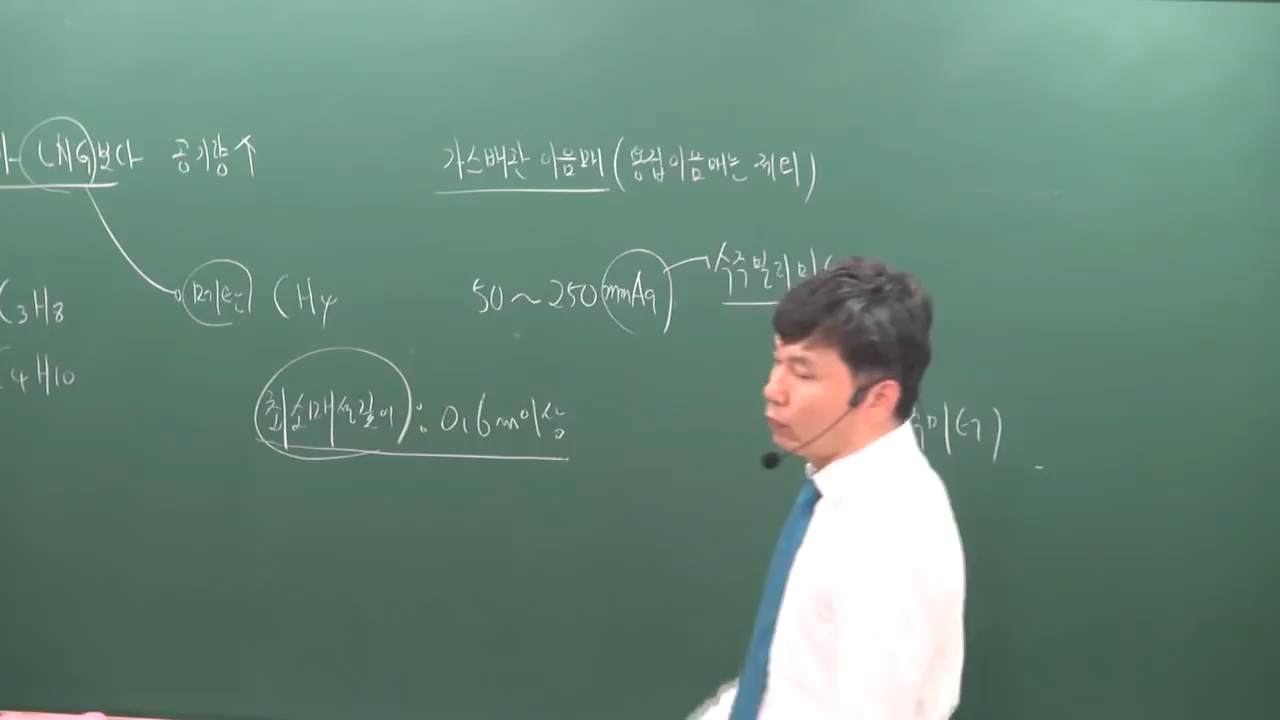 LNG보다 공기량↑
가스배관 이음매(용접이음매는 제외)
메탄 CH4
50~250mmAq 수주밀리미
C3H8
C4H10
최소매설깊이 : 0.6m이상
미터)